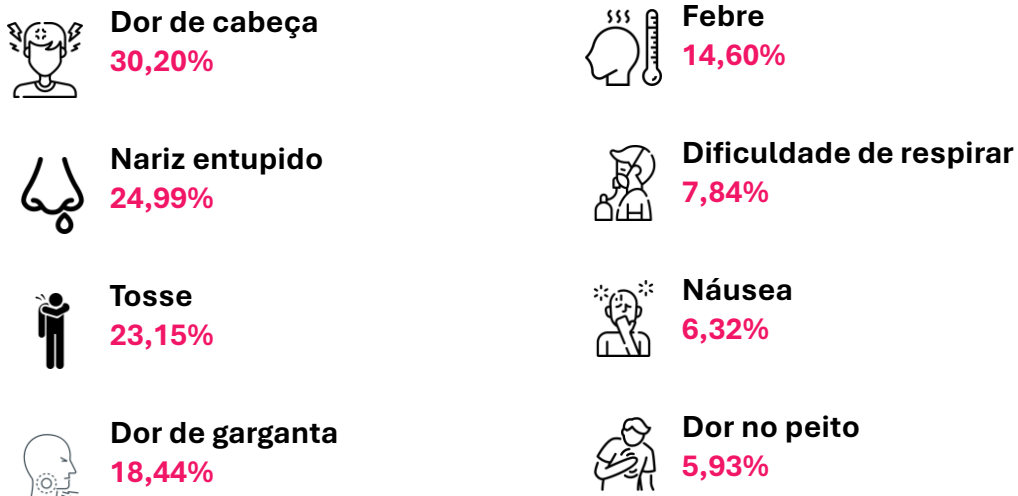 Dor de cabeça
30,20%
Nariz entupido
24,99%
Tosse
23,15%
Dor de garganta
18,44%
Febre
14,60%
Dificuldade de respirar
7,84%
Náusea
6,32%
Dor no peito
5,93%